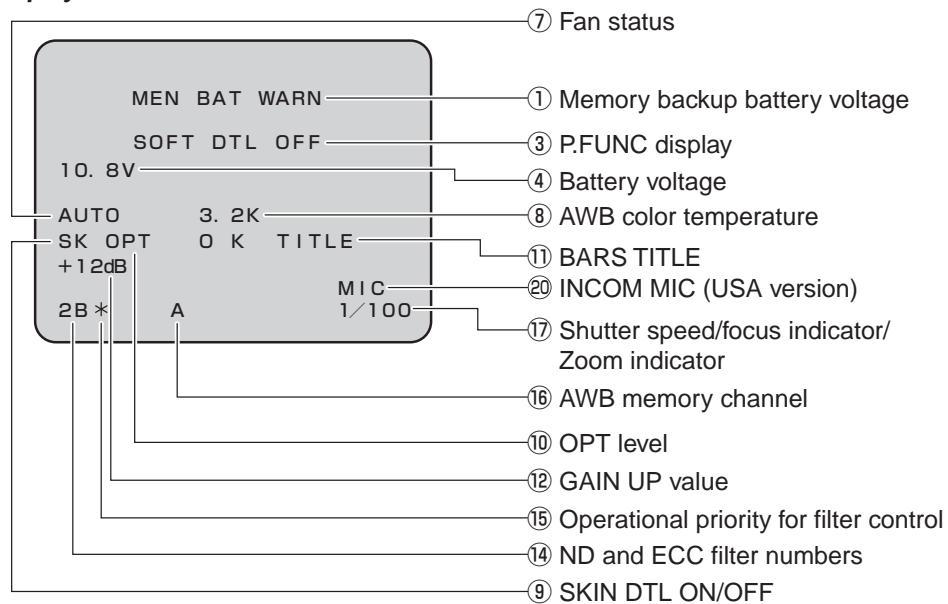 ⑦ Fan status
MEN BAT WARN
① Memory backup battery voltage
SOFT DTL OFF
③ P.FUNC display
10. 8V
④ Battery voltage
AUTO 3. 2K
⑧ AWB color temperature
SK OPT 0 K TITLE
⑪ BARS TITLE
+12dB
MIC
⑳ INCOM MIC (USA version)
2B＊ A 1/100
⑰ Shutter speed/focus indicator/
Zoom indicator
⑯ AWB memory channel
⑩ OPT level
⑫ GAIN UP value
⑮ Operational priority for filter control
⑭ ND and ECC filter numbers
⑨ SKIN DTL ON/OFF